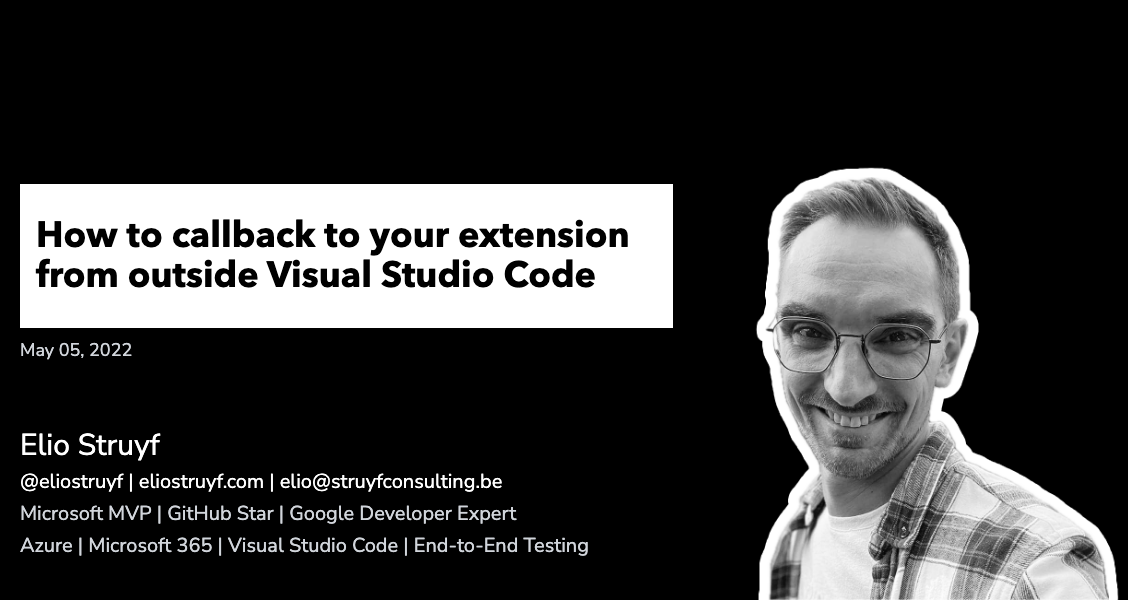 How to callback to your extension
from outside Visual Studio Code
May 05, 2022
Elio Struyf
@eliostruyf | eliostruyf.com | elio@struyfconsulting.be
Microsoft MVP | GitHub Star | Google Developer Expert
Azure | Microsoft 365 | Visual Studio Code | End-to-End Testing